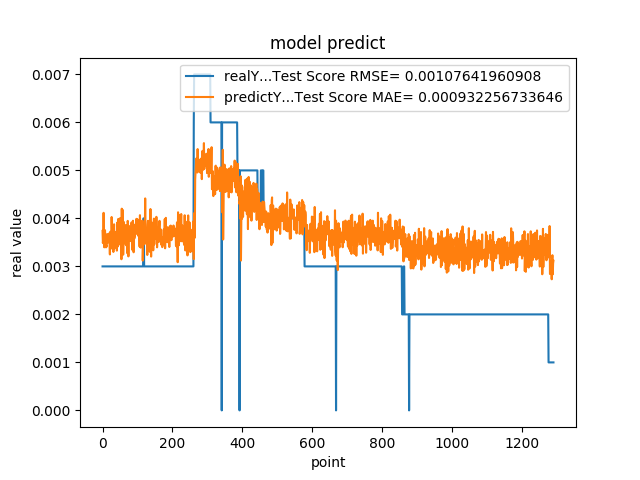 model predict
realY...Test Score RMSE= 0.00107641960908
predictY...Test Score MAE= 0.000932256733646
0.007
0.006
0.005
0.004
0.003
0.002
0.001
0.000
real value
0 200 400 600 800 1000 1200
point